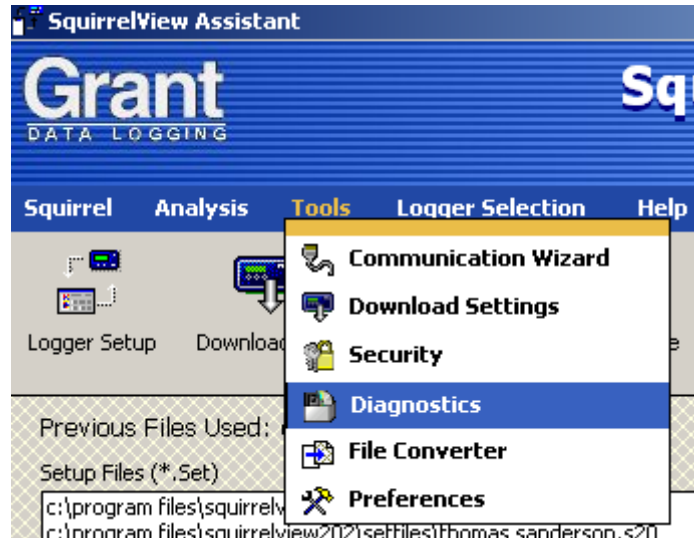 SquirrelView Assistant
Grant
DATA LOGGING
Squirrel Analysis Tools Logger Selection Help
Communication Wizard
Download Settings
Logger Setup
Security
Diagnostics
Previous Files Used:
File Converter
Setup Files (*.Set)
Preferences
c:\program files\squirrelv
c:\program files\squirrelview202\setfiles\thomas sanderson.s20